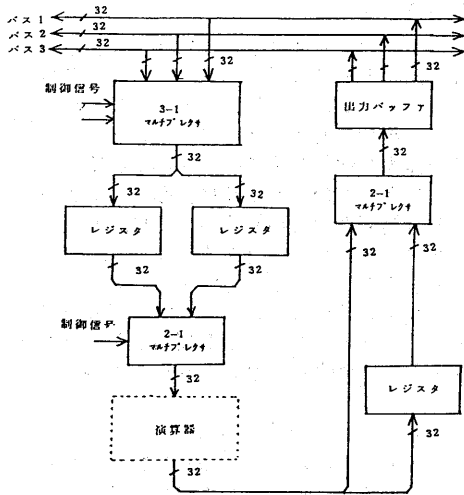 バス 1 32
バス 2 32
バス 3 32
制御信号
3-1
マルチプレクサ
出力バッファ
32
32
32 32
2-1
マルチプレクサ
レジスタ レジスタ
32 32
32 32
制御信号
2-1
マルチプレクサ
32
レジスタ
演算器
32
32